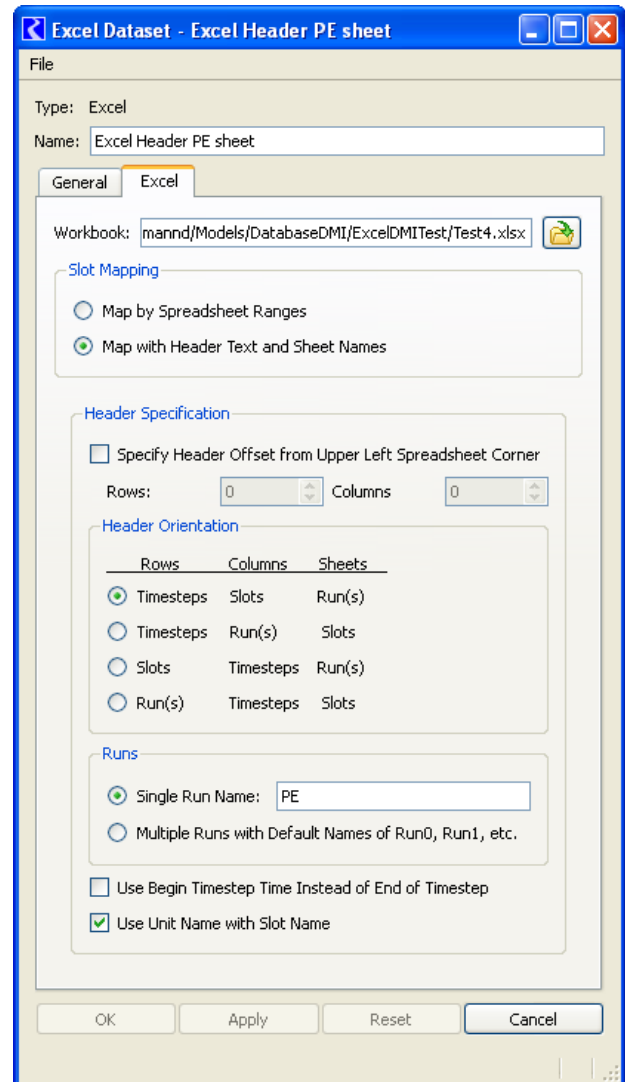 Excel Dataset - Excel Header PE sheet
File
Type: Excel
Name: Excel Header PE sheet
General Excel
Workbook: mannd/Models/DatabaseDMI/ExcelDMITest/Test4.xlsx
Slot Mapping
Map by Spreadsheet Ranges
Map with Header Text and Sheet Names
Header Specification
Specify Header Offset from Upper Left Spreadsheet Corner
Rows: 0 Columns 0
Header Orientation
Rows Columns Sheets
Timesteps Slots Run(s)
Timesteps Run(s) Slots
Slots Timesteps Run(s)
Run(s) Timesteps Slots
Runs
Single Run Name: PE
Multiple Runs with Default Names of Run0, Run1, etc.
Use Begin Timestep Time Instead of End of Timestep
Use Unit Name with Slot Name
OK Apply Reset Cancel